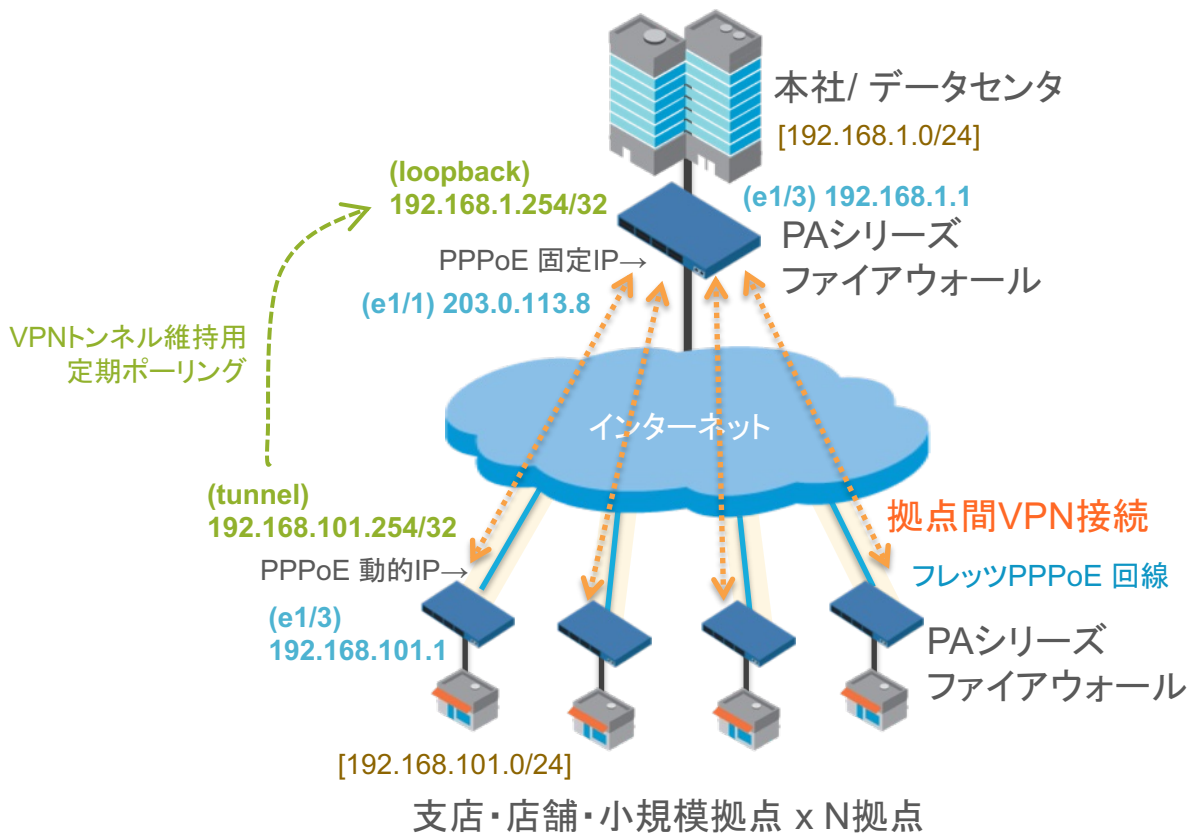 本社/ データセンタ
[192.168.1.0/24]
(loopback)
192.168.1.254/32
(e1/3) 192.168.1.1
PAシリーズ
ファイアウォール
PPPoE 固定IP→
(e1/1) 203.0.113.8
VPNトンネル維持用
定期ポーリング
インターネット
(tunnel)
192.168.101.254/32
拠点間VPN接続
PPPoE 動的IP→
フレッツPPPoE 回線
(e1/3)
192.168.101.1
PAシリーズ
ファイアウォール
[192.168.101.0/24]
支店・店舗・小規模拠点 x N拠点